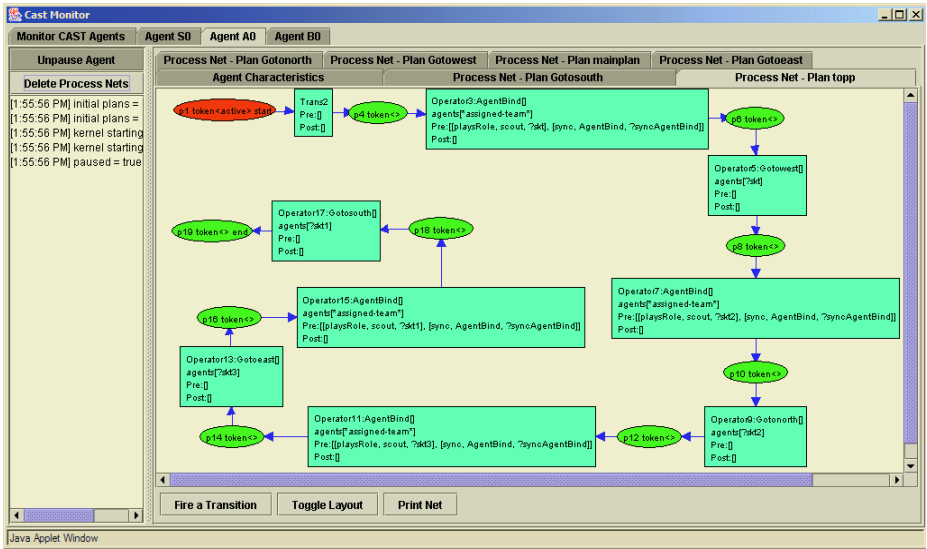 Cast Monitor
Monitor CAST Agents
Agent S0
Agent A0
Agent B0
Unpause Agent
Delete Process Nets
[1:55:56 PM] initial plans =
[1:55:56 PM] initial plans =
[1:55:56 PM] kernel starting
[1:55:56 PM] kernel starting
[1:55:56 PM] paused = true
Process Net - Plan Gotonorth
Process Net - Plan Gotowest
Process Net - Plan mainplan
Process Net - Plan Gotoeast
Agent Characteristics
Process Net - Plan Gotosouth
Process Net - Plan topp
p1 token<active> start
Trans2
Pre:[]
Post:[]
p4 token<>
Operator3:AgentBind[]
agents["assigned-team"]
Pre:[[playsRole, scout, ?skt], [sync, AgentBind, ?syncAgentBind]]
Post:[]
p6 token<>
Operator5:Gotowest[]
agents[?skt]
Pre:[]
Post:[]
p8 token<>
Operator7:AgentBind[]
agents["assigned-team"]
Pre:[[playsRole, scout, ?skt2], [sync, AgentBind, ?syncAgentBind]]
Post:[]
p10 token<>
Operator9:Gotonorth[]
agents[?skt2]
Pre:[]
Post:[]
p12 token<>
Operator11:AgentBind[]
agents["assigned-team"]
Pre:[[playsRole, scout, ?skt3], [sync, AgentBind, ?syncAgentBind]]
Post:[]
p14 token<>
Operator13:Gotoeast[]
agents[?skt3]
Pre:[]
Post:[]
p16 token<>
Operator15:AgentBind[]
agents["assigned-team"]
Pre:[[playsRole, scout, ?skt1], [sync, AgentBind, ?syncAgentBind]]
Post:[]
p18 token<>
Operator17:Gotosouth[]
agents[?skt1]
Pre:[]
Post:[]
p19 token<> end
Fire a Transition
Toggle Layout
Print Net
Java Applet Window